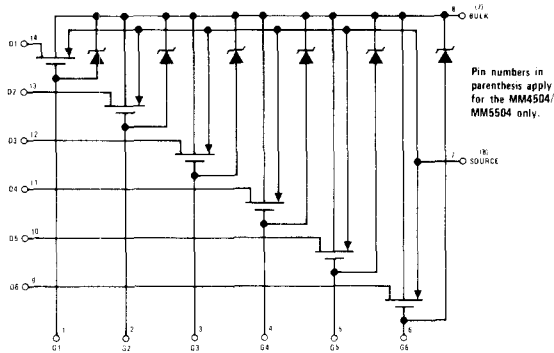 8 (7)
BULK
D1 14
D2 13
D3 12
D4 11
D5 10
D6 9
Pin numbers in
parenthesis apply
for the MM4504/
MM5504 only.
7 (8)
SOURCE
1 2 3 4 5 6
G1 G2 G3 G4 G5 G6